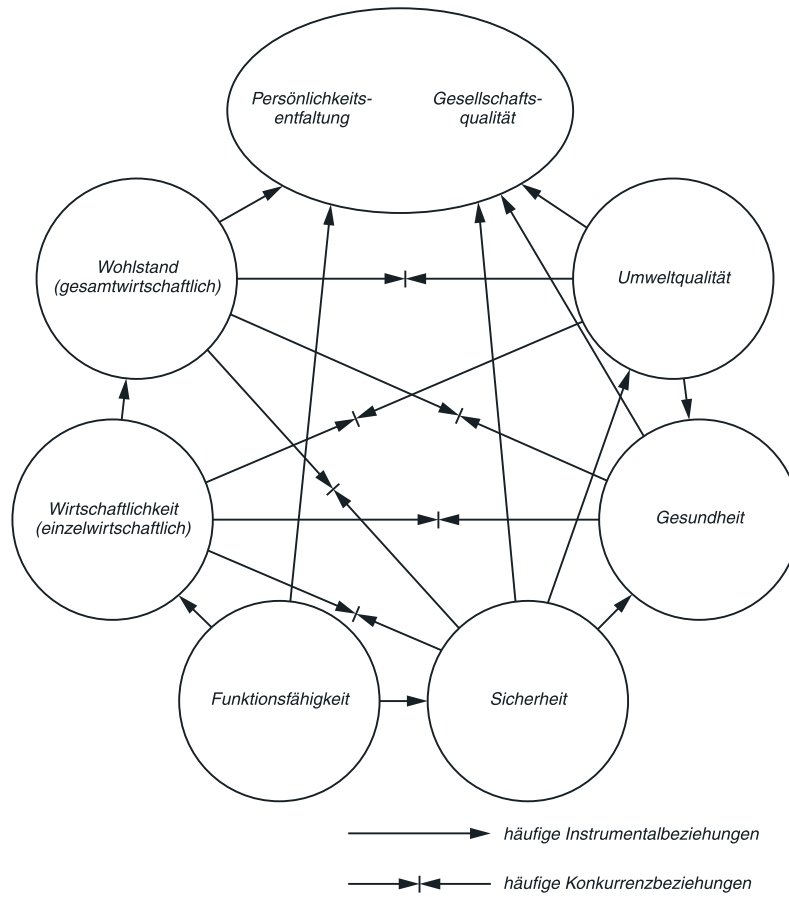 Persönlichkeits-
entfaltung
Gesellschafts-
qualität
Wohlstand
(gesamtwirtschaftlich)
Umweltqualität
Wirtschaftlichkeit
(einzelwirtschaftlich)
Gesundheit
Funktionsfähigkeit
Sicherheit
häufige Instrumentalbeziehungen
häufige Konkurrenzbeziehungen